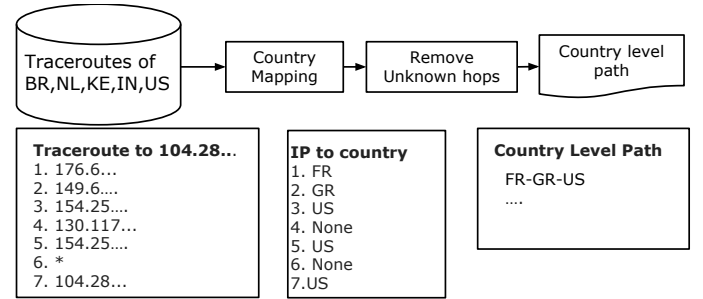 Traceroutes of
BR,NL,KE,IN,US
Country
Mapping
Remove
Unknown hops
Country level
path
Traceroute to 104.28...
1. 176.6...
2. 149.6....
3. 154.25....
4. 130.117...
5. 154.25....
6. *
7. 104.28...
IP to country
1. FR
2. GR
3. US
4. None
5. US
6. None
7.US
Country Level Path
FR-GR-US
....